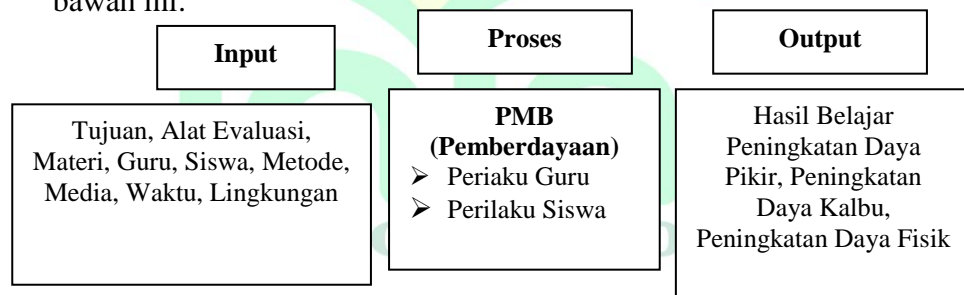 bawah ini:
Input
Proses
Output
Tujuan, Alat Evaluasi,
Materi, Guru, Siswa, Metode,
Media, Waktu, Lingkungan
PMB
(Pemberdayaan)
➢ Periaku Guru
➢ Perilaku Siswa
Hasil Belajar
Peningkatan Daya
Pikir, Peningkatan
Daya Kalbu,
Peningkatan Daya Fisik